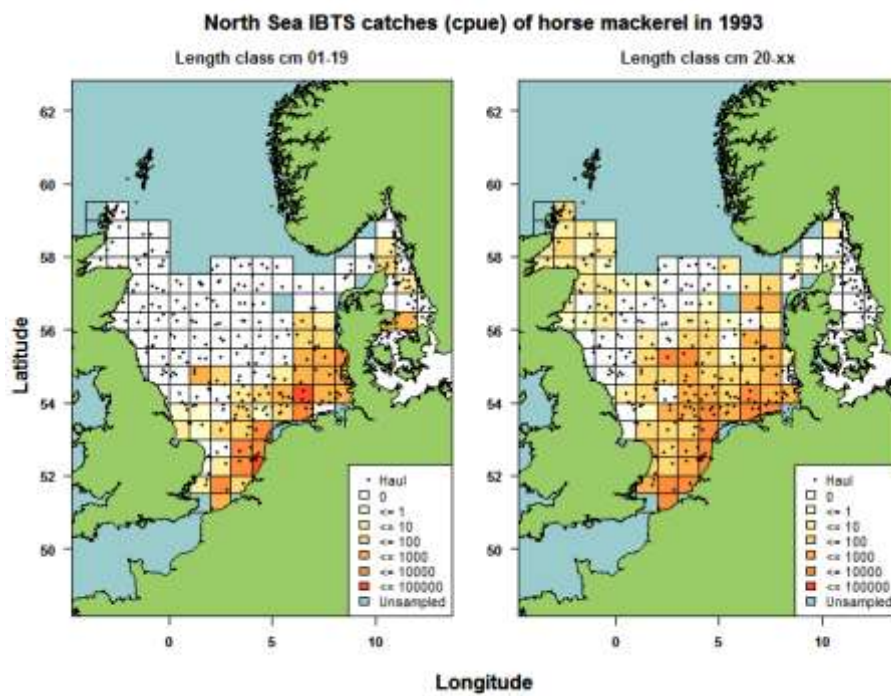 North Sea IBTS catches (cpue) of horse mackerel in 1993
Length class cm 01-19
Length class cm 20-xx
62
60
58
56
54
52
50
62
60
58
56
54
52
50
Latitude
Haul
0
<= 1
<= 10
<= 100
<= 1000
<= 10000
<= 100000
Unsampled
Haul
0
<= 1
<= 10
<= 100
<= 1000
<= 10000
<= 100000
Unsampled
0 5 10
0 5 10
Longitude